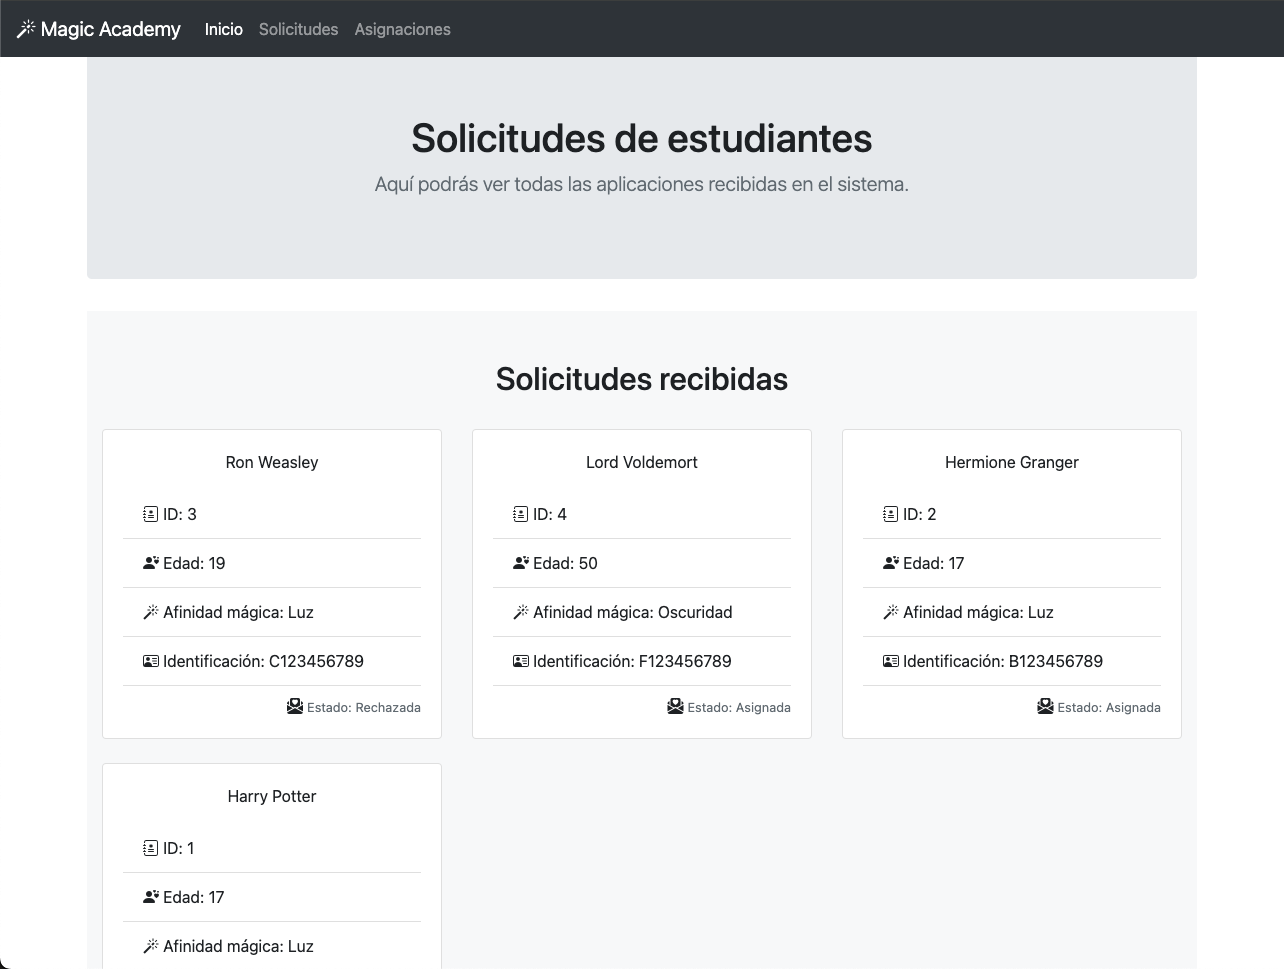 Magic Academy Inicio Solicitudes Asignaciones
Solicitudes de estudiantes
Aquí podrás ver todas las aplicaciones recibidas en el sistema.
Solicitudes recibidas
Ron Weasley
ID: 3
Edad: 19
Afinidad mágica: Luz
Identificación: C123456789
Estado: Rechazada
Lord Voldemort
ID: 4
Edad: 50
Afinidad mágica: Oscuridad
Identificación: F123456789
Estado: Asignada
Hermione Granger
ID: 2
Edad: 17
Afinidad mágica: Luz
Identificación: B123456789
Estado: Asignada
Harry Potter
ID: 1
Edad: 17
Afinidad mágica: Luz